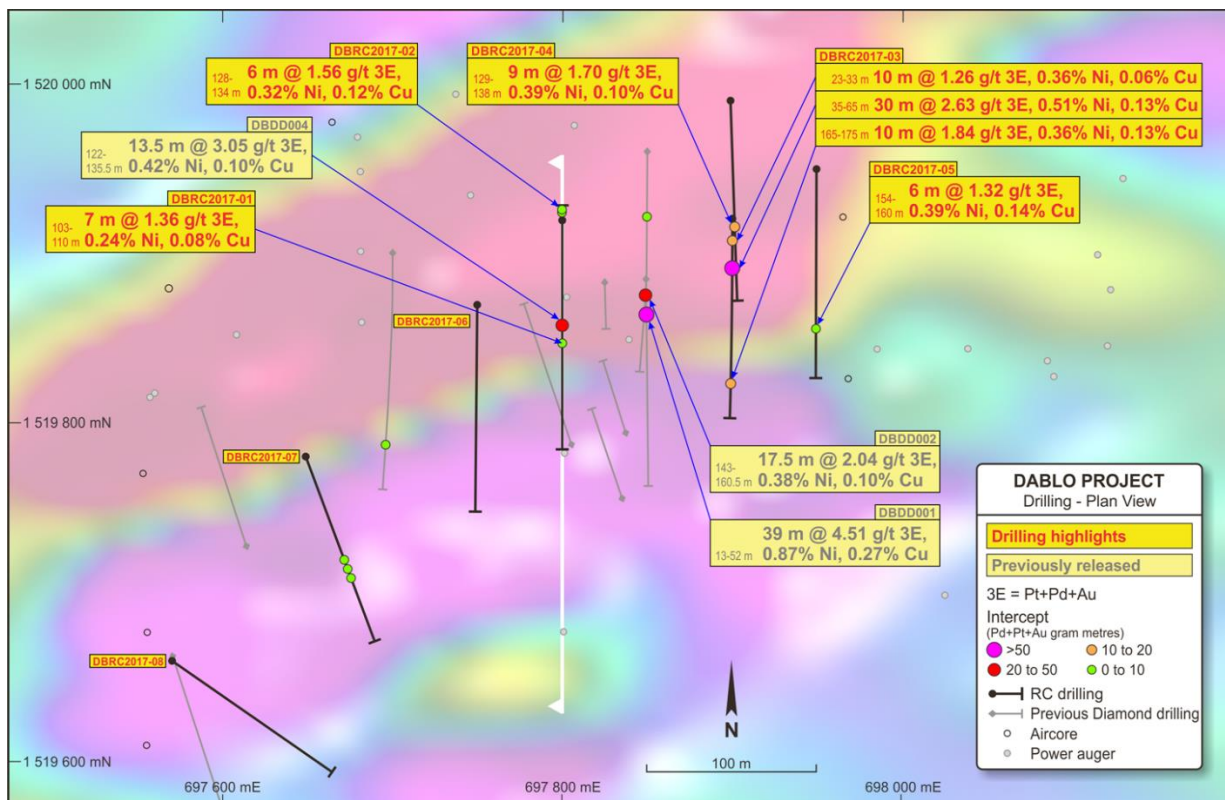 DBRC2017-02
128-134 m 6 m @ 1.56 g/t 3E,
0.32% Ni, 0.12% Cu
DBRC2017-04
129-138 m 9 m @ 1.70 g/t 3E,
0.39% Ni, 0.10% Cu
DBRC2017-03
23-33 m 10 m @ 1.26 g/t 3E, 0.36% Ni, 0.06% Cu
35-65 m 30 m @ 2.63 g/t 3E, 0.51% Ni, 0.13% Cu
165-175 m 10 m @ 1.84 g/t 3E, 0.36% Ni, 0.13% Cu
1 520 000 mN
DBDD004
122-135.5 m 13.5 m @ 3.05 g/t 3E,
0.42% Ni, 0.10% Cu
DBRC2017-01
103-110 m 7 m @ 1.36 g/t 3E,
0.24% Ni, 0.08% Cu
DBRC2017-05
154-160 m 6 m @ 1.32 g/t 3E,
0.39% Ni, 0.14% Cu
DBRC2017-06
1 519 800 mN
DBRC2017-07
DBDD002
143-160.5 m 17.5 m @ 2.04 g/t 3E,
0.38% Ni, 0.10% Cu
DBDD001
13-52 m 39 m @ 4.51 g/t 3E,
0.87% Ni, 0.27% Cu
DBRC2017-08
1 519 600 mN
697 600 mE
697 800 mE
698 000 mE
N
100 m
DABLO PROJECT
Drilling - Plan View
Drilling highlights
Previously released
3E = Pt+Pd+Au
Intercept
(Pd+Pt+Au gram metres)
>50
10 to 20
20 to 50
0 to 10
RC drilling
Previous Diamond drilling
Aircore
Power auger